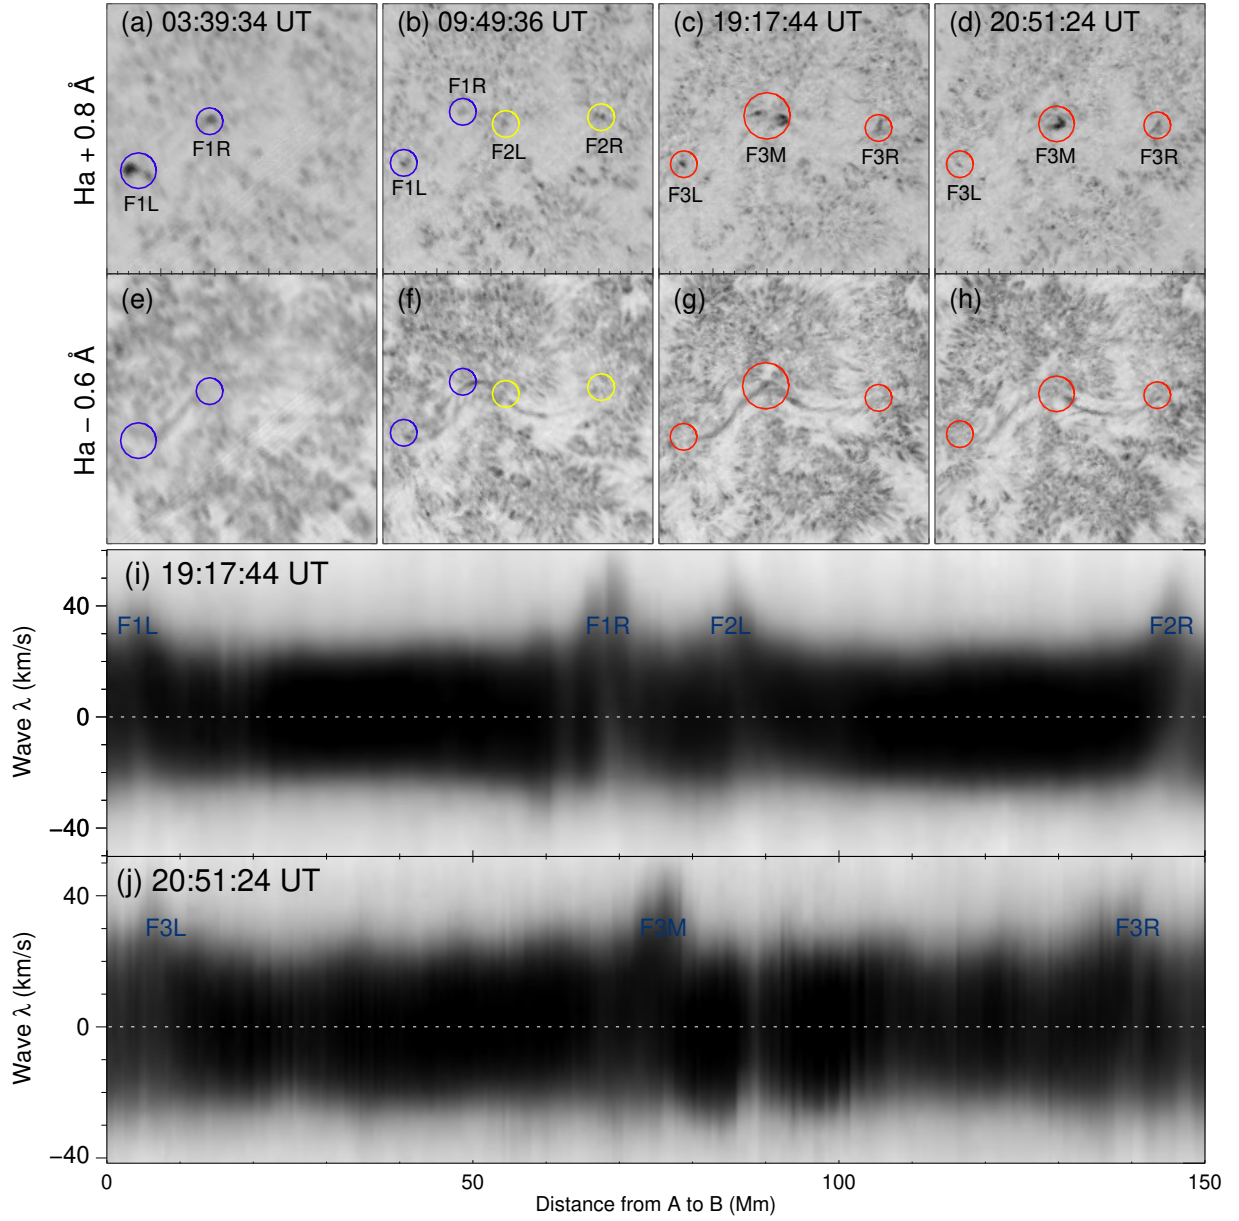 (a) 03:39:34 UT
(b) 09:49:36 UT
(c) 19:17:44 UT
(d) 20:51:24 UT
Ha + 0.8 Å
F1R
F1L
F1R
F2L
F2R
F1L
F3M
F3R
F3L
F3M
F3R
F3L
Ha − 0.6 Å
(e)
(f)
(g)
(h)
(i) 19:17:44 UT
Wave λ (km/s)
40
0
−40
F1L
F1R
F2L
F2R
(j) 20:51:24 UT
Wave λ (km/s)
40
0
−40
F3L
F3M
F3R
0
50
100
150
Distance from A to B (Mm)